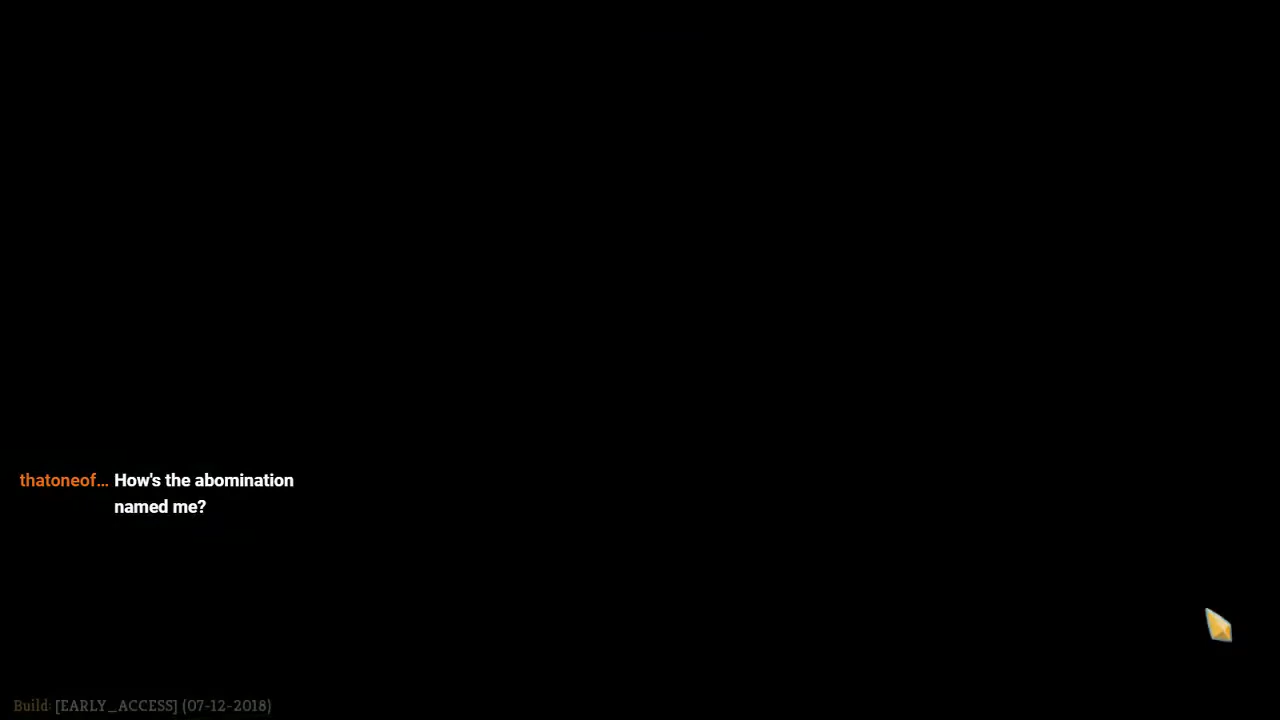 thatoneof... How's the abomination
named me?
Build: [EARLY_ACCESS] (07-12-2018)